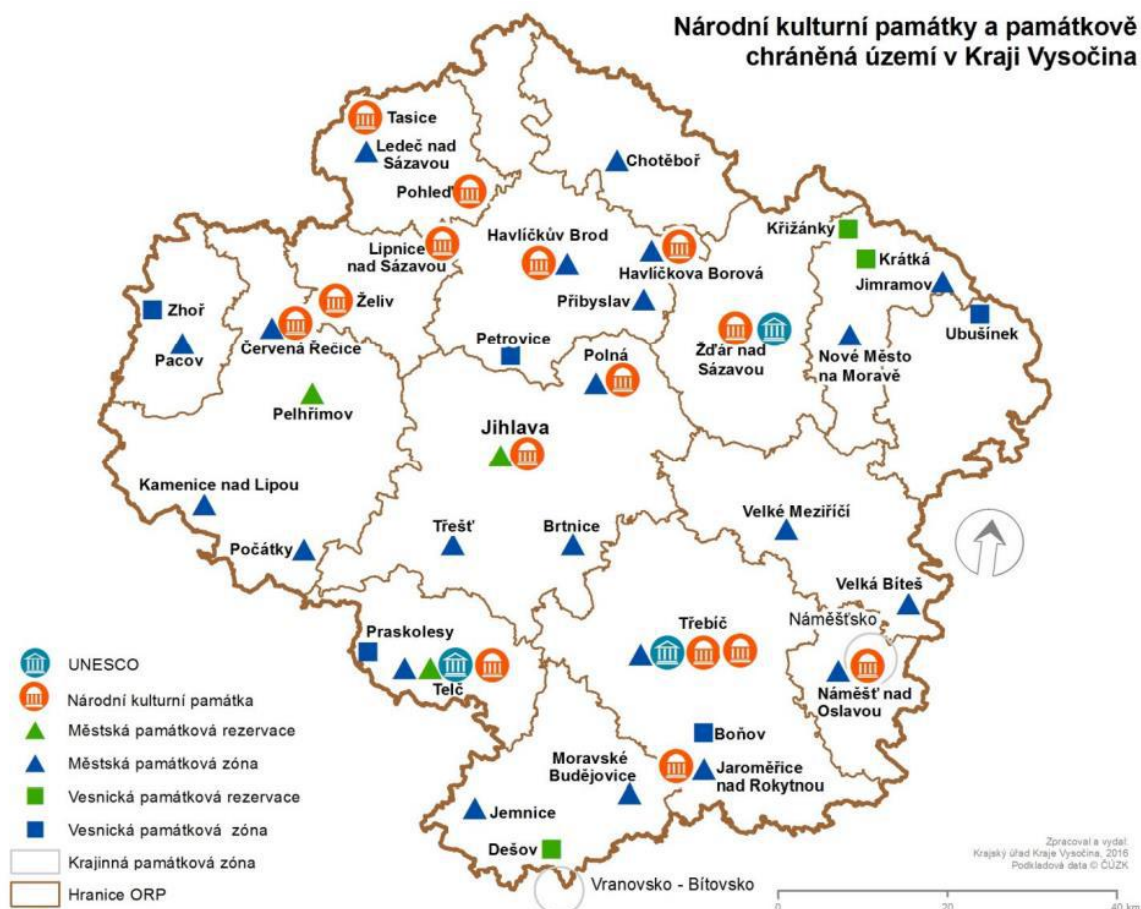 Národní kulturní památky a památkově
chráněná území v Kraji Vysočina
Tasice
Ledeč nad
Sázavou
Chotěboř
Pohleď
Lipnice
nad Sázavou
Havlíčkův Brod
Havlíčkova Borová
Přibyslav
Křižánky
Krátká
Jimramov
Ubušínek
Zhoř
Pacov
Želiv
Červená Řečice
Petrovice
Polná
Žďár nad
Sázavou
Nové Město
na Moravě
Pelhřimov
Jihlava
Kamenice nad Lipou
Počátky
Třešť
Brtnice
Velké Meziříčí
Velká Bíteš
Náměšťsko
Praskolesy
Telč
Třebíč
Náměšť nad
Oslavou
Boňov
Moravské
Budějovice
Jaroměřice
nad Rokytnou
Jemnice
Dešov
Vranovsko - Bítovsko
UNESCO
Národní kulturní památka
Městská památková rezervace
Městská památková zóna
Vesnická památková rezervace
Vesnická památková zóna
Krajinná památková zóna
Hranice ORP
Zpracoval a vydal:
Krajský úřad Kraje Vysočina, 2016
Podkladová data © ČÚZK
0 20 40 km